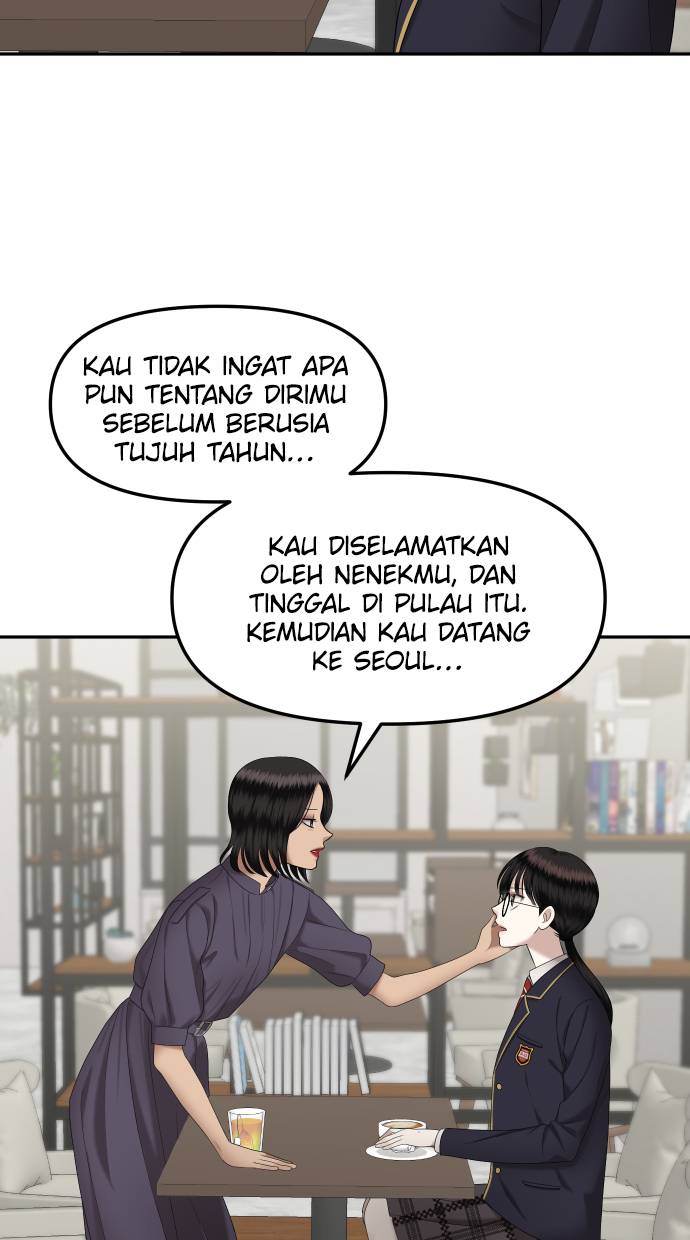 KAU TIDAK INGAT APA
PUN TENTANG DIRIMU
SEBELUM BERUSIA
TUJUH TAHUN...
KAU DISELAMATKAN
OLEH NENEKMU, DAN
TINGGAL DI PULAU ITU.
KEMUDIAN KAU DATANG
KE SEOUL...